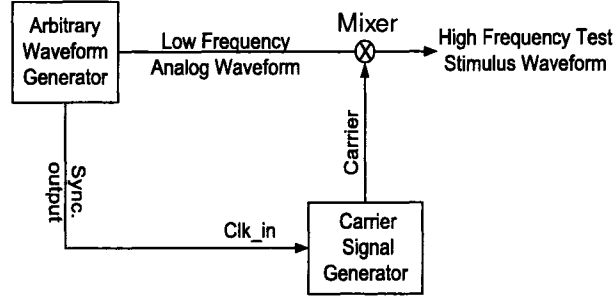 Arbitrary
Waveform
Generator
Low Frequency
Analog Waveform
Mixer
High Frequency Test
Stimulus Waveform
Carrier
Sync.
output
Clk_in
Carrier
Signal
Generator